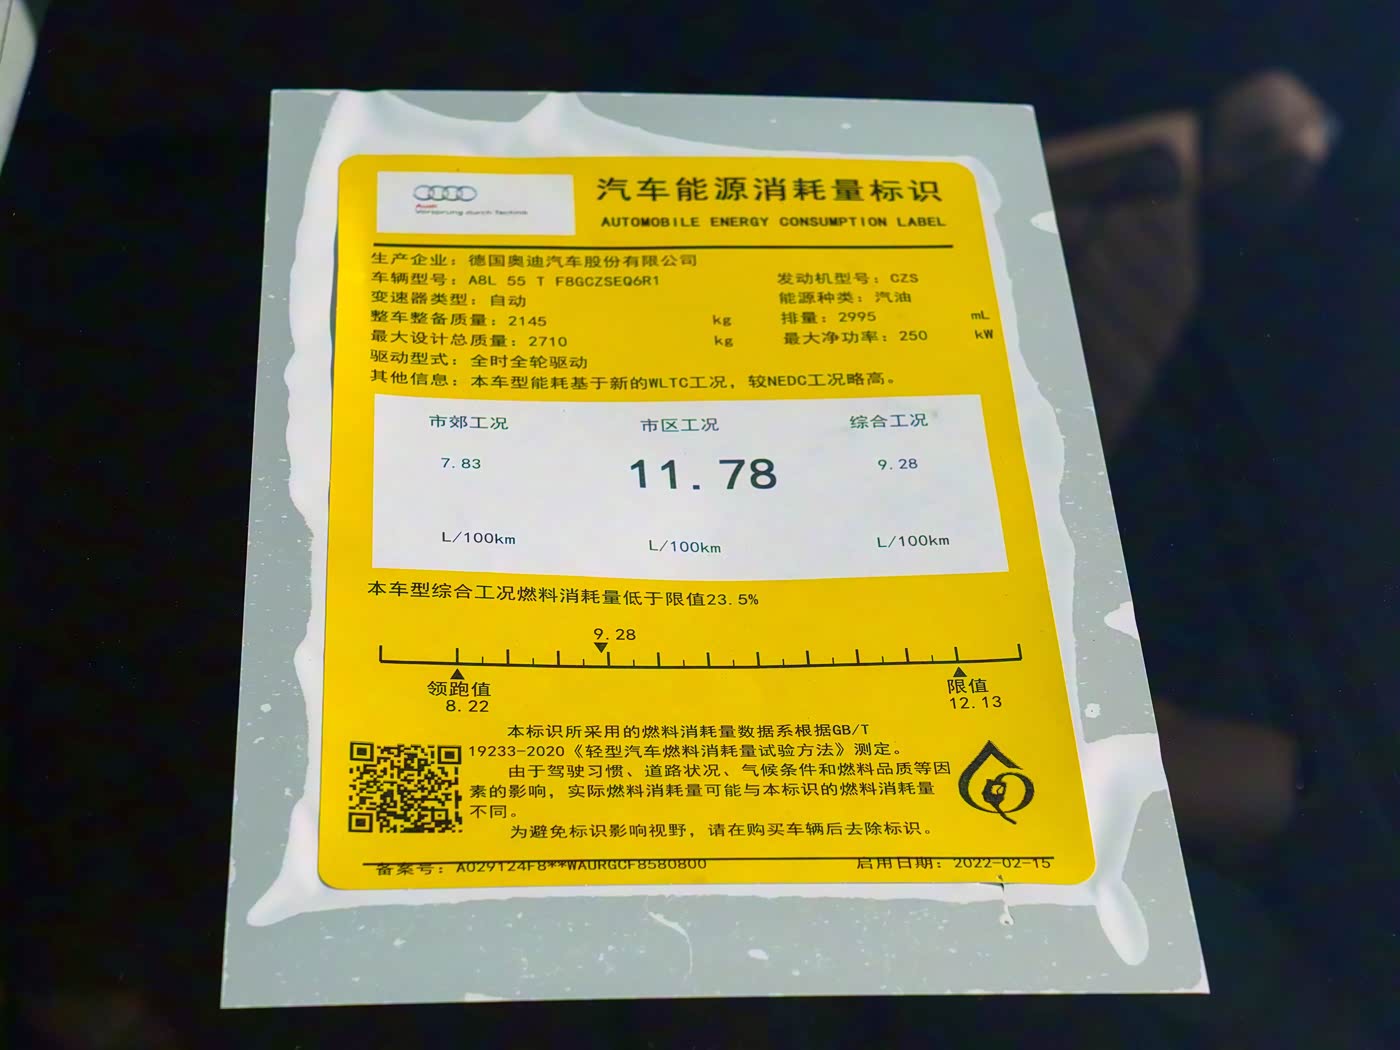 Audi
Vorsprung durch Technik
汽车能源消耗量标识
AUTOMOBILE ENERGY CONSUMPTION LABEL
生产企业：德国奥迪汽车股份有限公司
车辆型号：A8L 55 T F8GCZSEQ6R1 发动机型号：CZS
变速器类型：自动 能源种类：汽油
整车整备质量：2145 kg 排量：2995 mL
最大设计总质量：2710 kg 最大净功率：250 kW
驱动型式：全时全轮驱动
其他信息：本车型能耗基于新的WLTC工况，较NEDC工况略高。
市郊工况 市区工况 综合工况
7.83 11.78 9.28
L/100km L/100km L/100km
本车型综合工况燃料消耗量低于限值23.5%
9.28
领跑值 限值
8.22 12.13
本标识所采用的燃料消耗量数据系根据GB/T
19233-2020《轻型汽车燃料消耗量试验方法》测定。
由于驾驶习惯、道路状况、气候条件和燃料品质等因
素的影响，实际燃料消耗量可能与本标识的燃料消耗量
不同。
为避免标识影响视野，请在购买车辆后去除标识。
备案号：A029124F8**WAURGCF8580800 启用日期：2022-02-15